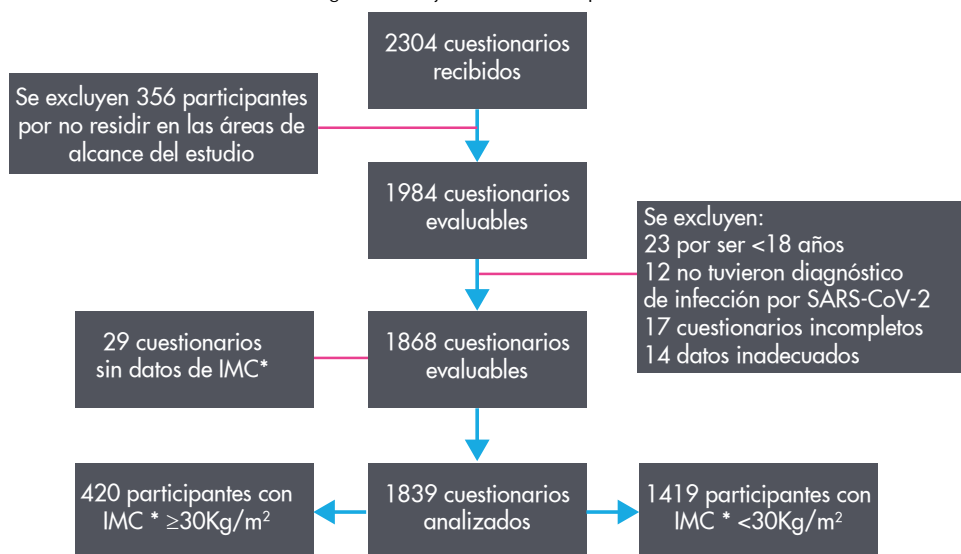 2304 cuestionarios
recibidos
Se excluyen 356 participantes
por no residir en las áreas de
alcance del estudio
1984 cuestionarios
evaluables
Se excluyen:
23 por ser <18 años
12 no tuvieron diagnóstico
de infección por SARS-CoV-2
17 cuestionarios incompletos
14 datos inadecuados
29 cuestionarios
sin datos de IMC*
1868 cuestionarios
evaluables
420 participantes con
IMC * ≥30Kg/m²
1839 cuestionarios
analizados
1419 participantes con
IMC * <30Kg/m²